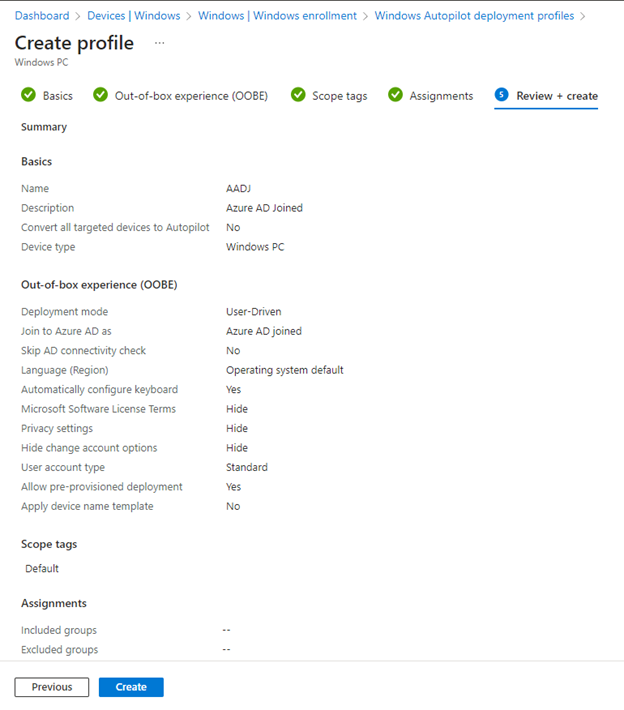 Dashboard > Devices | Windows > Windows | Windows enrollment > Windows Autopilot deployment profiles >
Create profile ...
Windows PC
Basics Out-of-box experience (OOBE) Scope tags Assignments 5 Review + create
Summary
Basics
Name AADJ
Description Azure AD Joined
Convert all targeted devices to Autopilot No
Device type Windows PC
Out-of-box experience (OOBE)
Deployment mode User-Driven
Join to Azure AD as Azure AD joined
Skip AD connectivity check No
Language (Region) Operating system default
Automatically configure keyboard Yes
Microsoft Software License Terms Hide
Privacy settings Hide
Hide change account options Hide
User account type Standard
Allow pre-provisioned deployment Yes
Apply device name template No
Scope tags
Default
Assignments
Included groups --
Excluded groups --
Previous Create